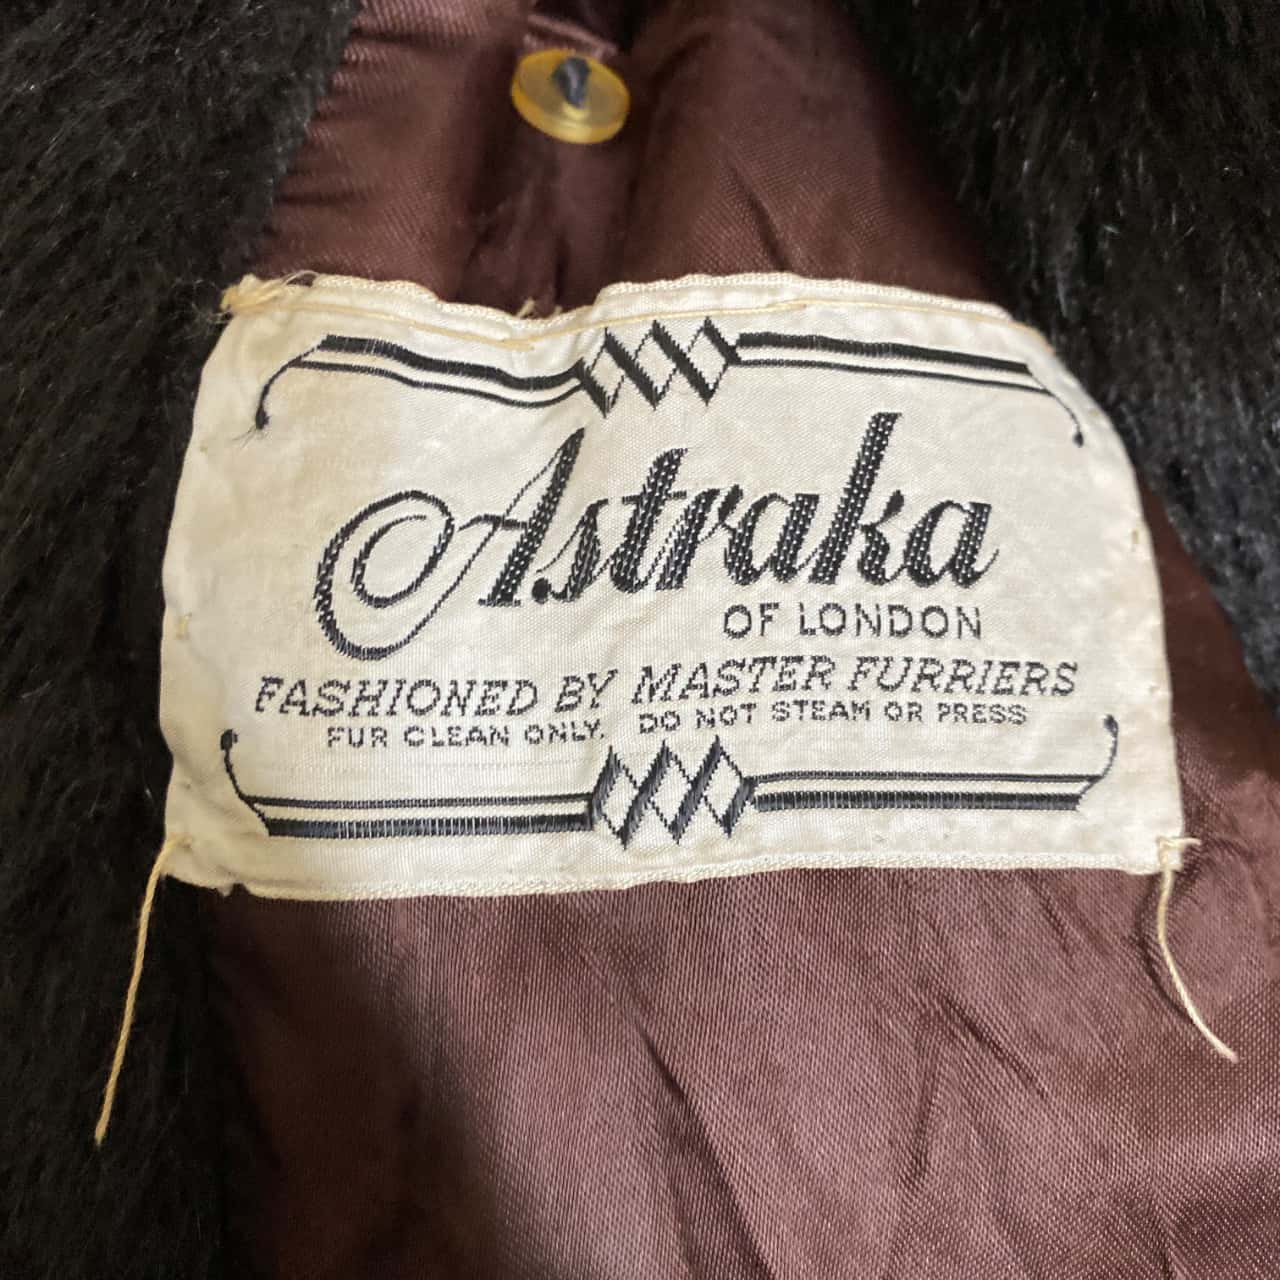 Astraka
OF LONDON
FASHIONED BY MASTER FURRIERS
FUR CLEAN ONLY. DO NOT STEAM OR PRESS